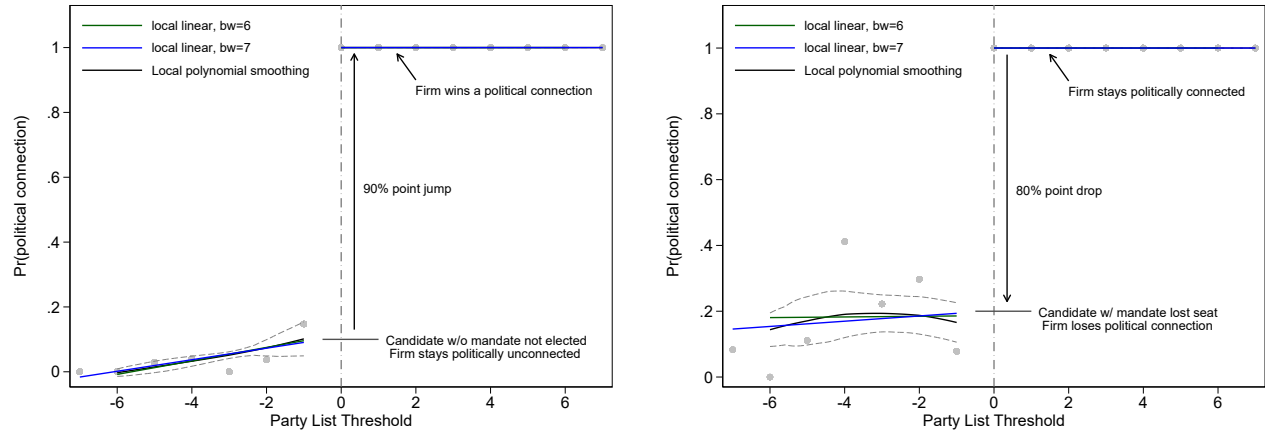 local linear, bw=6
local linear, bw=7
Local polynomial smoothing
Firm wins a political connection
90% point jump
Candidate w/o mandate not elected
Firm stays politically unconnected
Pr(political connection)
1
.8
.6
.4
.2
0
-6 -4 -2 0 2 4 6
Party List Threshold
local linear, bw=6
local linear, bw=7
Local polynomial smoothing
Firm stays politically connected
80% point drop
Candidate w/ mandate lost seat
Firm loses political connection
Pr(political connection)
1
.8
.6
.4
.2
0
-6 -4 -2 0 2 4 6
Party List Threshold